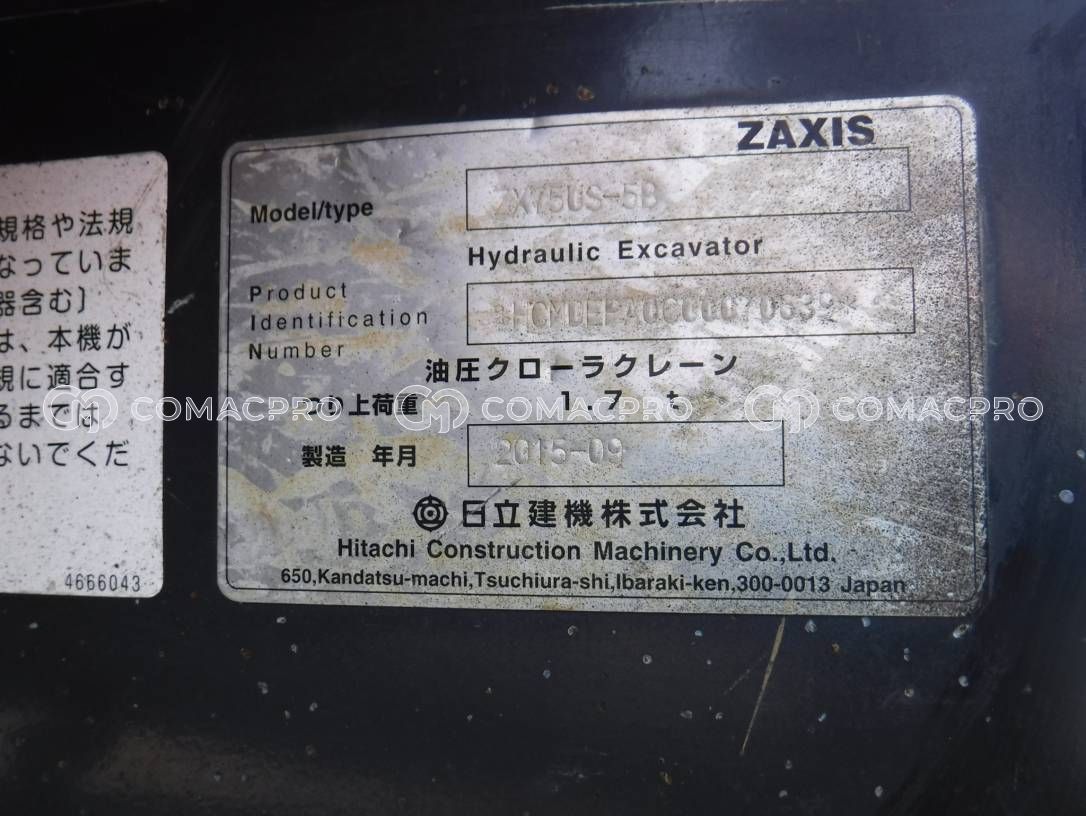 規格や法規
なっていま
器含む)
は、本機が
規に適合す
るまでは
ないでくだ
4666043
ZAXIS
Model/type ZX75US-5B
Hydraulic Excavator
Product
Identification
Number
油圧クローラクレーン
つり上荷重 1.7 t
製造 年月 2015-09
日立建機株式会社
Hitachi Construction Machinery Co.,Ltd.
650,Kandatsu-machi,Tsuchiura-shi,Ibaraki-ken,300-0013 Japan
COMACPRO COMACPRO COMACPRO